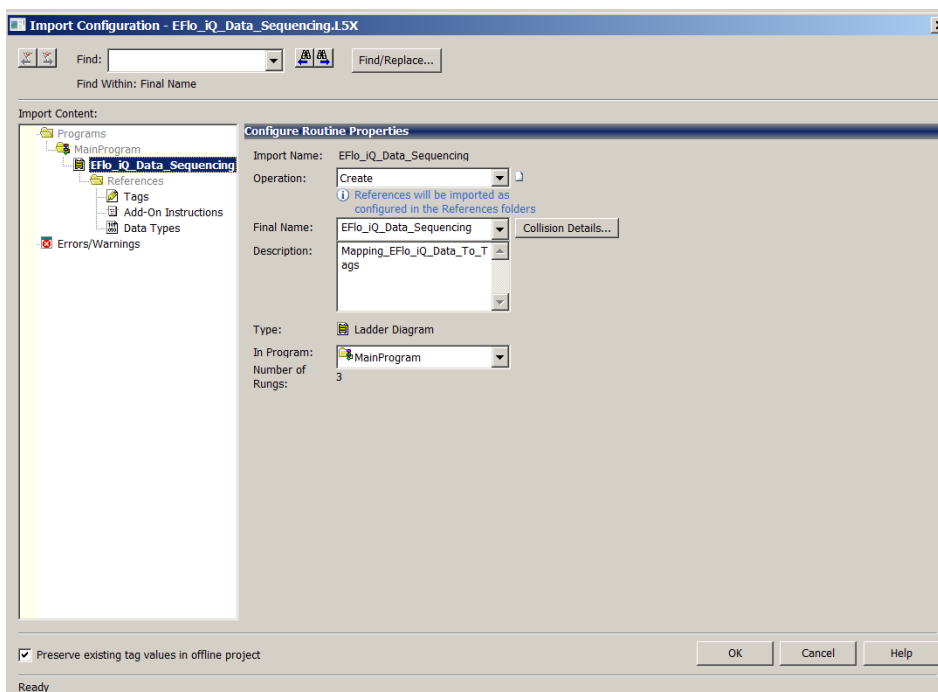 Import Configuration - EFlo_iQ_Data_Sequencing.L5X
Find:
Find/Replace...
Find Within: Final Name
Import Content:
Programs
MainProgram
EFlo_iQ_Data_Sequencing
References
Tags
Add-On Instructions
Data Types
Errors/Warnings
Configure Routine Properties
Import Name: EFlo_iQ_Data_Sequencing
Operation: Create
References will be imported as
configured in the References folders
Final Name: EFlo_iQ_Data_Sequencing Collision Details...
Description: Mapping_EFlo_iQ_Data_To_T
ags
Type: Ladder Diagram
In Program: MainProgram
Number of
Rungs: 3
Preserve existing tag values in offline project
OK Cancel Help
Ready